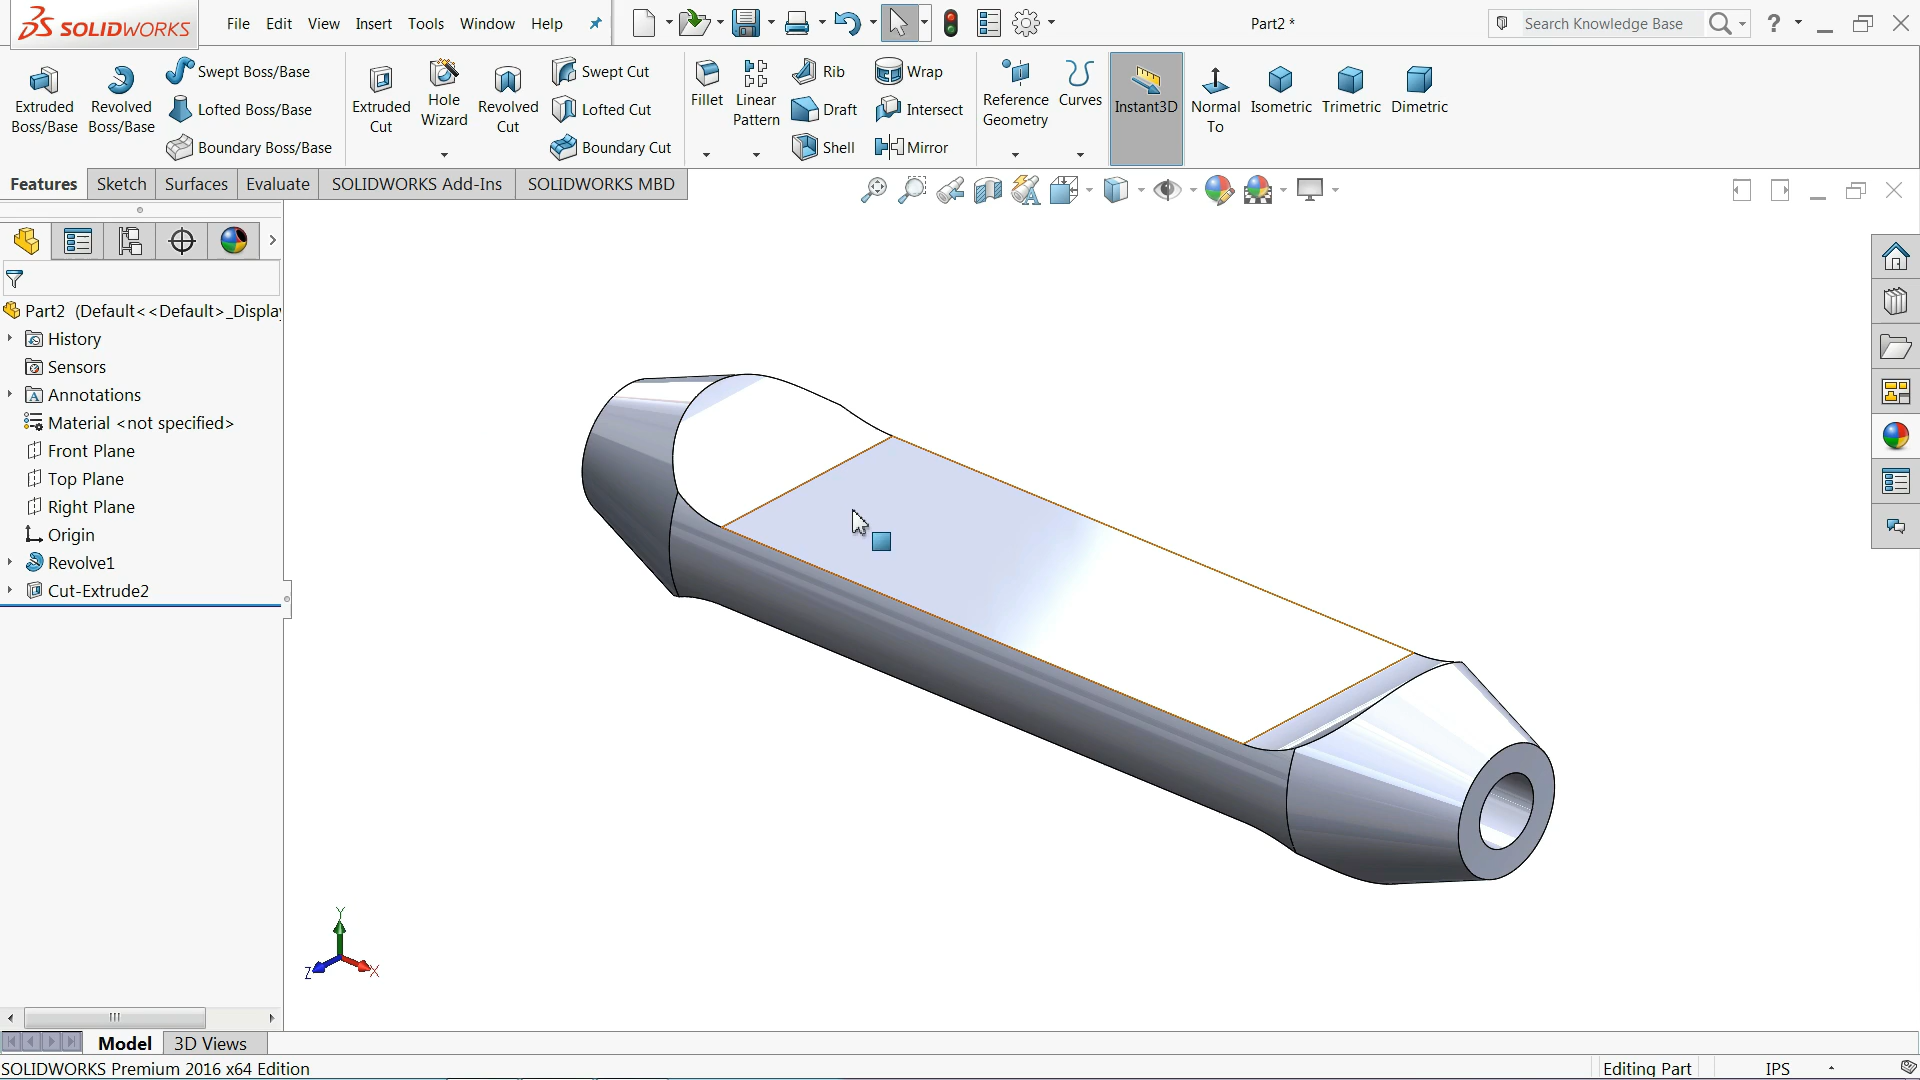 SOLIDWORKS File Edit View Insert Tools Window Help Part2 * Search Knowledge Base ?
Extruded Boss/Base
Revolved Boss/Base
Swept Boss/Base
Lofted Boss/Base
Boundary Boss/Base
Extruded Cut
Hole Wizard
Revolved Cut
Swept Cut
Lofted Cut
Boundary Cut
Fillet
Linear Pattern
Rib
Draft
Shell
Wrap
Intersect
Mirror
Reference Geometry
Curves
Instant3D
Normal To
Isometric
Trimetric
Dimetric
Features Sketch Surfaces Evaluate SOLIDWORKS Add-Ins SOLIDWORKS MBD
Part2 (Default<<Default>_Displa
History
Sensors
Annotations
Material <not specified>
Front Plane
Top Plane
Right Plane
Origin
Revolve1
Cut-Extrude2
Y
Z X
Model 3D Views
SOLIDWORKS Premium 2016 x64 Edition Editing Part IPS